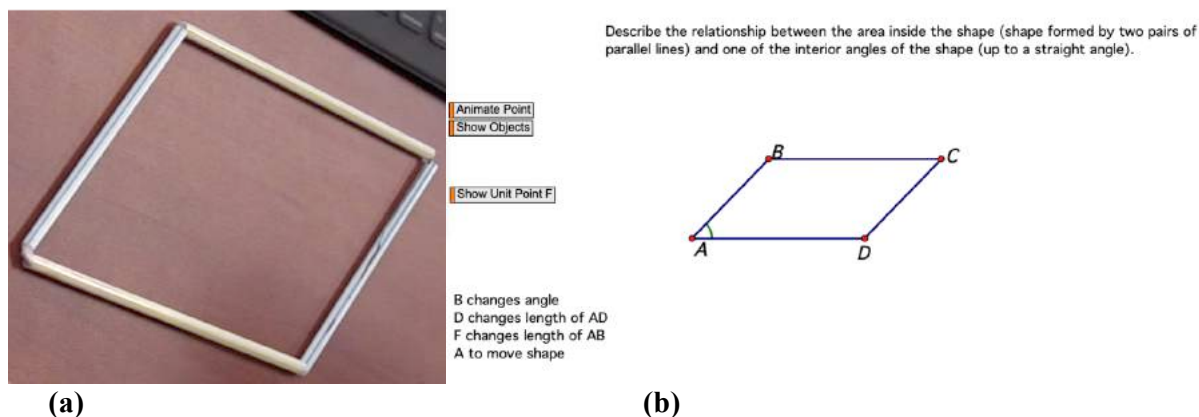 Describe the relationship between the area inside the shape (shape formed by two pairs of
parallel lines) and one of the interior angles of the shape (up to a straight angle).
Animate Point
Show Objects
Show Unit Point F
B
C
A
D
B changes angle
D changes length of AD
F changes length of AB
A to move shape
(a)
(b)